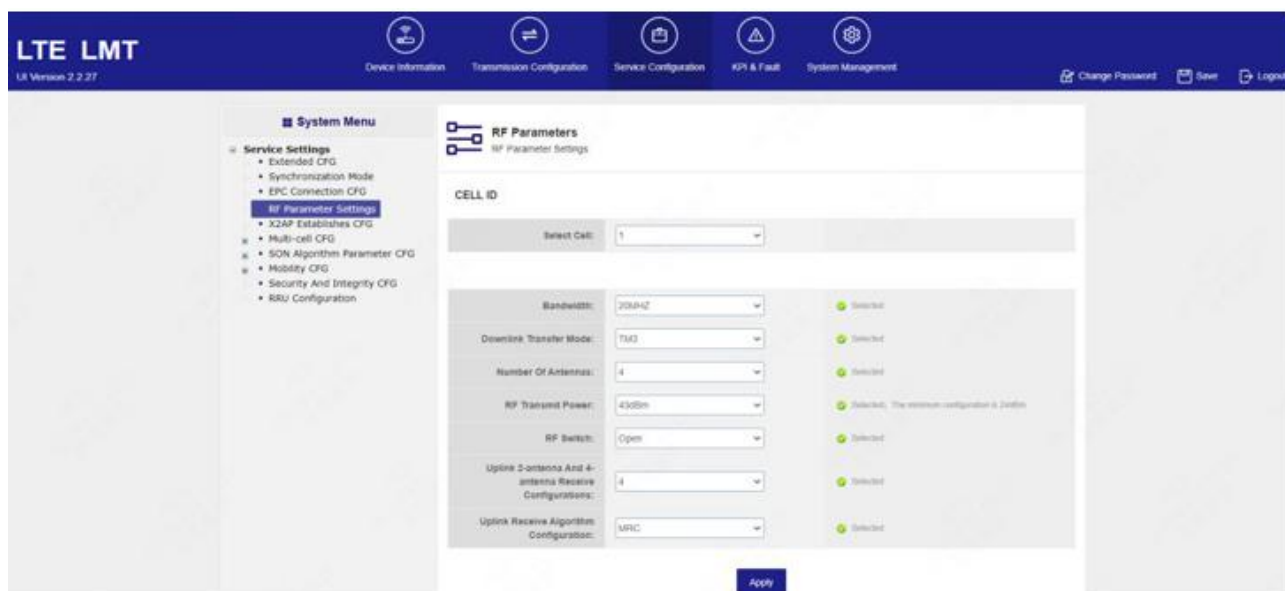 LTE LMT
UI Version 2.2.27
Device Information
Transmission Configuration
Service Configuration
KPI & Fault
System Management
Change Password
Save
Logout
System Menu
Service Settings
Extended CFG
Synchronization Mode
EPC Connection CFG
RF Parameter Settings
X2AP Establishes CFG
Multi-cell CFG
SON Algorithm Parameter CFG
Mobility CFG
Security And Integrity CFG
RRU Configuration
RF Parameters
RF Parameter Settings
CELL ID
Select Cell: 1
Bandwidth: 20MHZ Selected
Downlink Transfer Mode: TM3 Selected
Number Of Antennas: 4 Selected
RF Transmit Power: 43dBm Selected; The minimum configuration is
RF Switch: Open Selected
Uplink 2-antenna And 4-
antenna Receive
Configurations: 4 Selected
Uplink Receive Algorithm
Configuration: MRC Selected
Apply